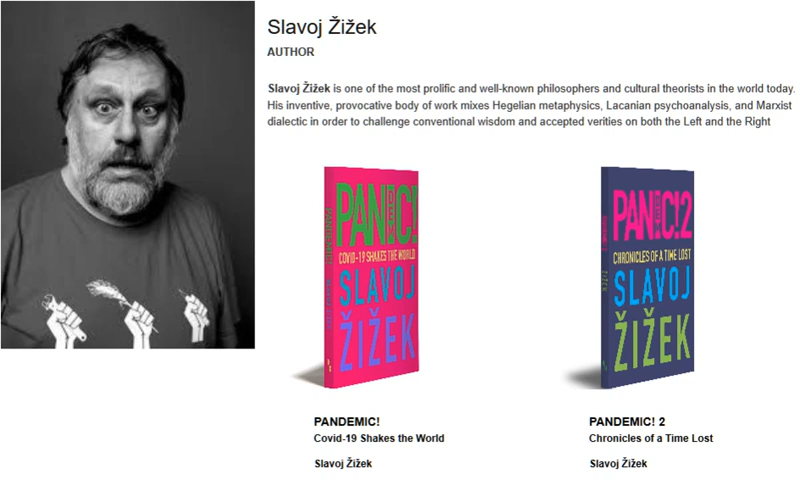 Slavoj Žižek
AUTHOR
Slavoj Žižek is one of the most prolific and well-known philosophers and cultural theorists in the world today.
His inventive, provocative body of work mixes Hegelian metaphysics, Lacanian psychoanalysis, and Marxist
dialectic in order to challenge conventional wisdom and accepted verities on both the Left and the Right
PAN!C!
COVID-19 SHAKES THE WORLD
SLAVOJ
ŽIŽEK
PAN!C!2
CHRONICLES OF A TIME LOST
SLAVOJ
ŽIŽEK
PANDEMIC!
Covid-19 Shakes the World
Slavoj Žižek
PANDEMIC! 2
Chronicles of a Time Lost
Slavoj Žižek